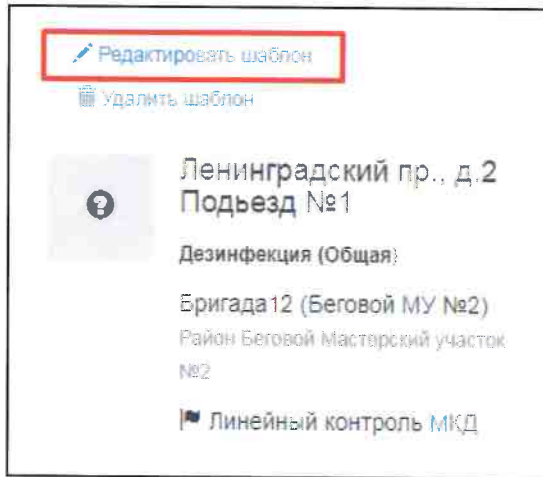 Редактировать шаблон
Удалить шаблон
Ленинградский пр., д.2
Подьезд №1
Дезинфекция (Общая)
Бригада12 (Беговой МУ №2)
Район Беговой Мастерский участок
№2
Линейный контроль МКД